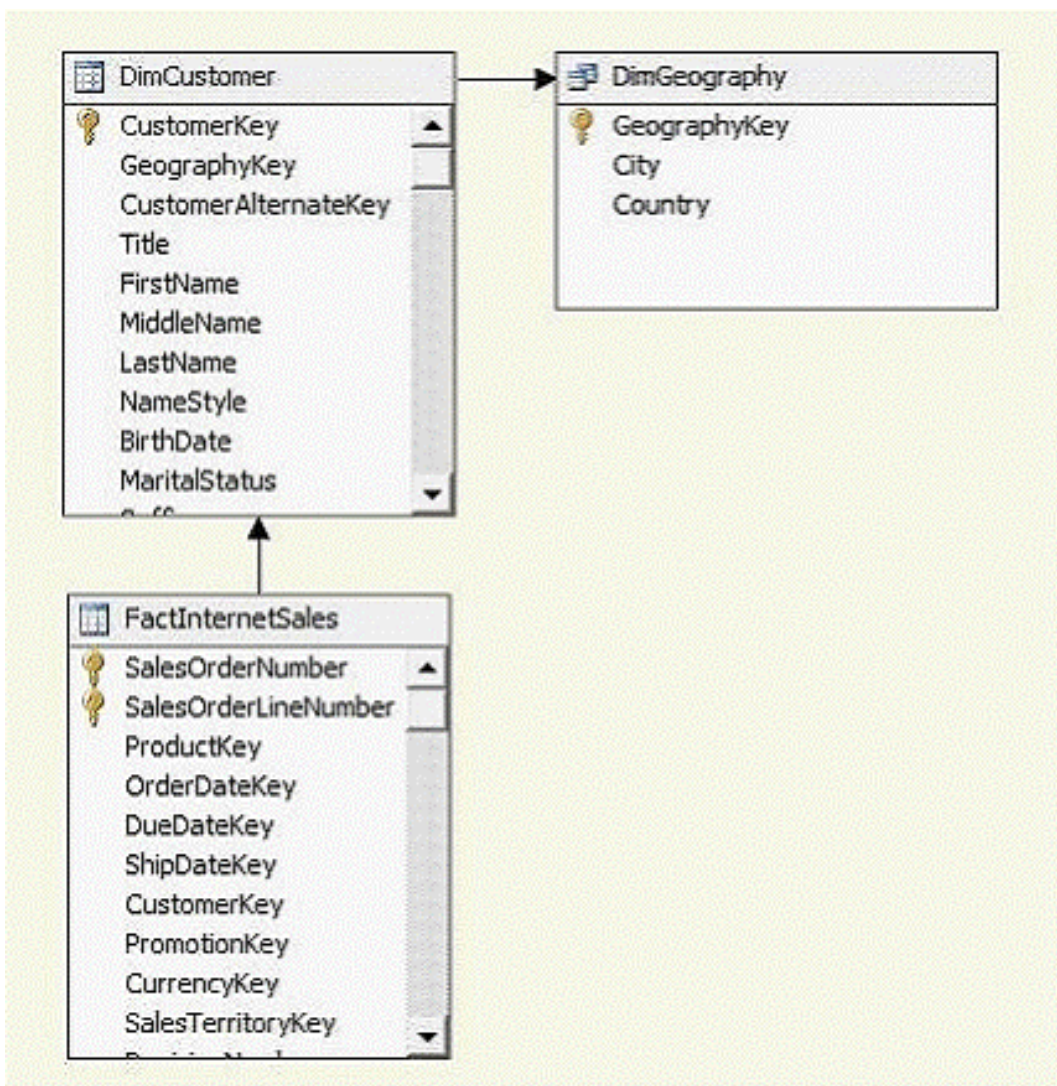 DimCustomer
CustomerKey
GeographyKey
CustomerAlternateKey
Title
FirstName
MiddleName
LastName
NameStyle
BirthDate
MaritalStatus
DimGeography
GeographyKey
City
Country
FactInternetSales
SalesOrderNumber
SalesOrderLineNumber
ProductKey
OrderDateKey
DueDateKey
ShipDateKey
CustomerKey
PromotionKey
CurrencyKey
SalesTerritoryKey